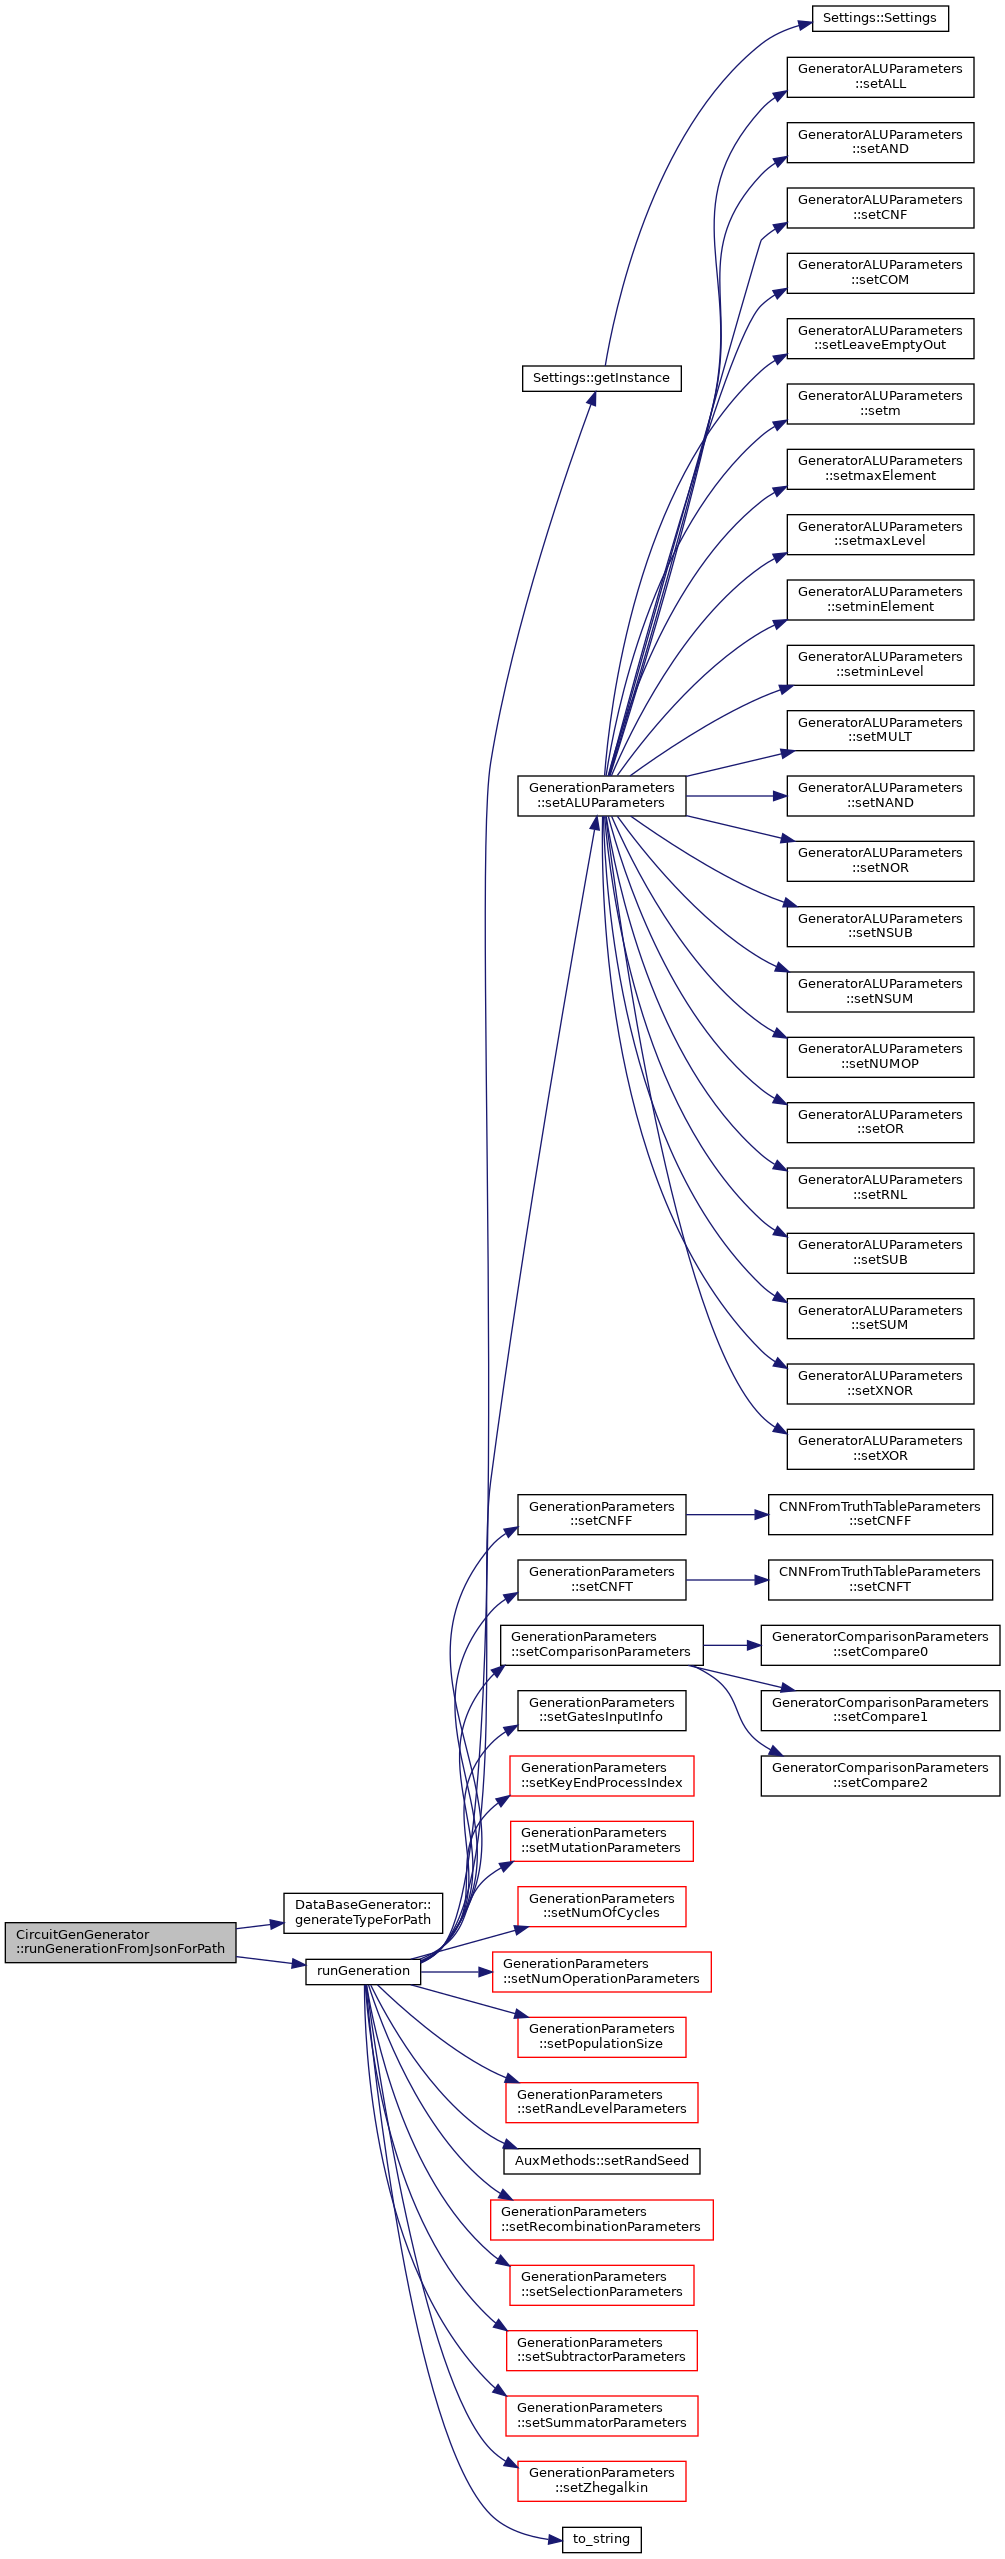 Settings::Settings
GeneratorALUParameters
::setALL
GeneratorALUParameters
::setAND
GeneratorALUParameters
::setCNF
GeneratorALUParameters
::setCOM
GeneratorALUParameters
::setLeaveEmptyOut
Settings::getInstance
GeneratorALUParameters
::setm
GeneratorALUParameters
::setmaxElement
GeneratorALUParameters
::setmaxLevel
GeneratorALUParameters
::setminElement
GeneratorALUParameters
::setminLevel
GeneratorALUParameters
::setMULT
GenerationParameters
::setALUParameters
GeneratorALUParameters
::setNAND
GeneratorALUParameters
::setNOR
GeneratorALUParameters
::setNSUB
GeneratorALUParameters
::setNSUM
GeneratorALUParameters
::setNUMOP
GeneratorALUParameters
::setOR
GeneratorALUParameters
::setRNL
GeneratorALUParameters
::setSUB
GeneratorALUParameters
::setSUM
GeneratorALUParameters
::setXNOR
GeneratorALUParameters
::setXOR
GenerationParameters
::setCNFF
CNNFromTruthTableParameters
::setCNFF
GenerationParameters
::setCNFT
CNNFromTruthTableParameters
::setCNFT
GenerationParameters
::setComparisonParameters
GeneratorComparisonParameters
::setCompare0
GenerationParameters
::setGatesInputInfo
GeneratorComparisonParameters
::setCompare1
GenerationParameters
::setKeyEndProcessIndex
GeneratorComparisonParameters
::setCompare2
GenerationParameters
::setMutationParameters
GenerationParameters
::setNumOfCycles
DataBaseGenerator::
generateTypeForPath
CircuitGenGenerator
::runGenerationFromJsonForPath
runGeneration
GenerationParameters
::setNumOperationParameters
GenerationParameters
::setPopulationSize
GenerationParameters
::setRandLevelParameters
AuxMethods::setRandSeed
GenerationParameters
::setRecombinationParameters
GenerationParameters
::setSelectionParameters
GenerationParameters
::setSubtractorParameters
GenerationParameters
::setSummatorParameters
GenerationParameters
::setZhegalkin
to_string